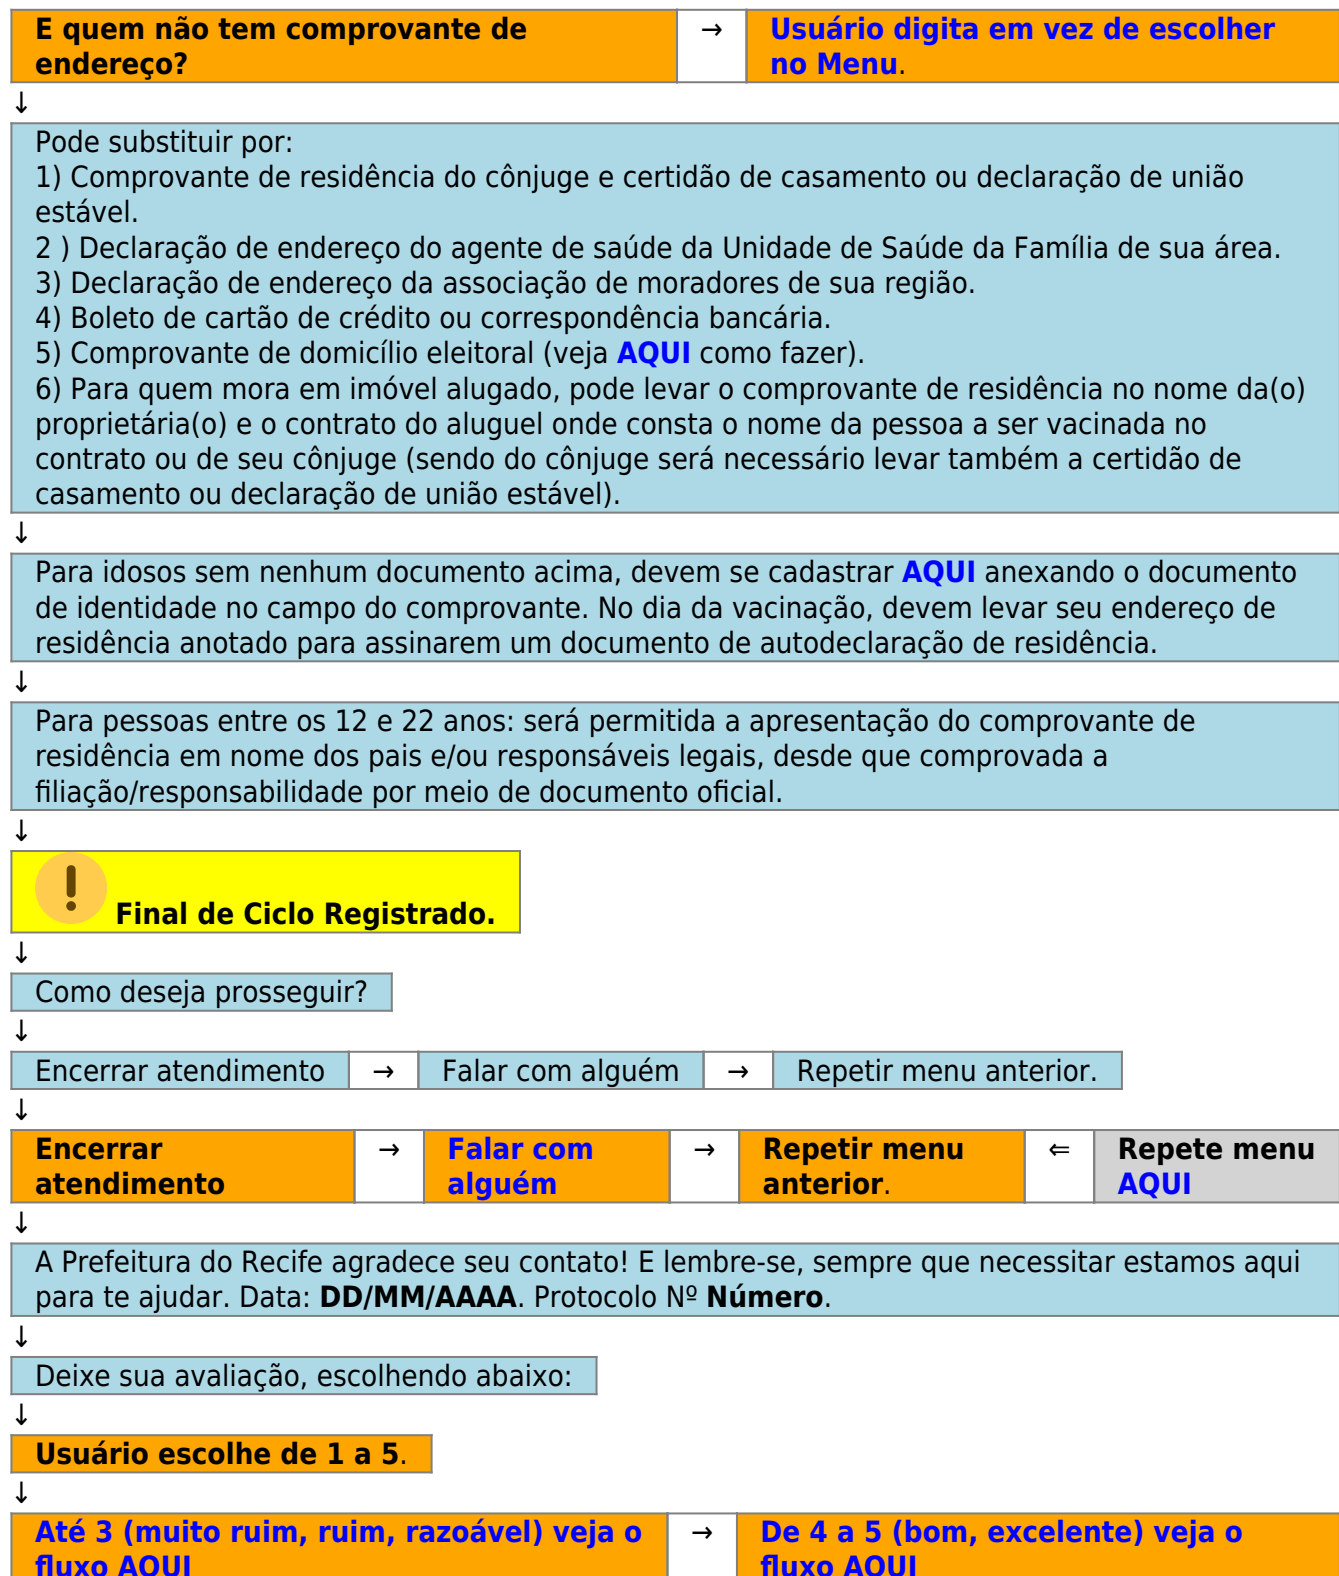 E quem não tem comprovante de endereço? → Usuário digita em vez de escolher no Menu.
↓
Pode substituir por:
1) Comprovante de residência do cônjuge e certidão de casamento ou declaração de união
estável.
2 ) Declaração de endereço do agente de saúde da Unidade de Saúde da Família de sua área.
3) Declaração de endereço da associação de moradores de sua região.
4) Boleto de cartão de crédito ou correspondência bancária.
5) Comprovante de domicílio eleitoral (veja AQUI como fazer).
6) Para quem mora em imóvel alugado, pode levar o comprovante de residência no nome da(o)
proprietária(o) e o contrato do aluguel onde consta o nome da pessoa a ser vacinada no
contrato ou de seu cônjuge (sendo do cônjuge será necessário levar também a certidão de
casamento ou declaração de união estável).
↓
Para idosos sem nenhum documento acima, devem se cadastrar AQUI anexando o documento
de identidade no campo do comprovante. No dia da vacinação, devem levar seu endereço de
residência anotado para assinarem um documento de autodeclaração de residência.
↓
Para pessoas entre os 12 e 22 anos: será permitida a apresentação do comprovante de
residência em nome dos pais e/ou responsáveis legais, desde que comprovada a
filiação/responsabilidade por meio de documento oficial.
↓
Final de Ciclo Registrado.
↓
Como deseja prosseguir?
↓
Encerrar atendimento → Falar com alguém → Repetir menu anterior.
↓
Encerrar atendimento → Falar com alguém → Repetir menu anterior. ⇐ Repete menu AQUI
↓
A Prefeitura do Recife agradece seu contato! E lembre-se, sempre que necessitar estamos aqui
para te ajudar. Data: DD/MM/AAAA. Protocolo Nº Número.
↓
Deixe sua avaliação, escolhendo abaixo:
↓
Usuário escolhe de 1 a 5.
↓
Até 3 (muito ruim, ruim, razoável) veja o fluxo AQUI → De 4 a 5 (bom, excelente) veja o fluxo AQUI